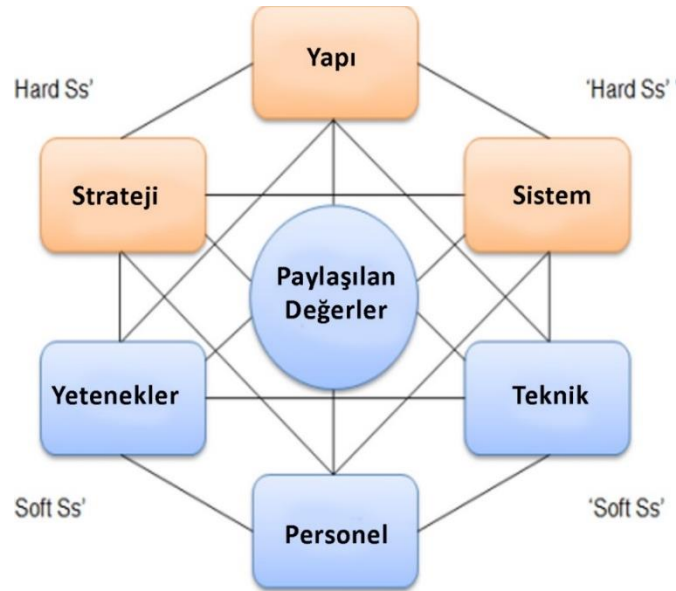 Yapı
Hard Ss'
'Hard Ss' '
Strateji
Sistem
Paylaşılan
Değerler
Yetenekler
Teknik
Soft Ss'
'Soft Ss'
Personel